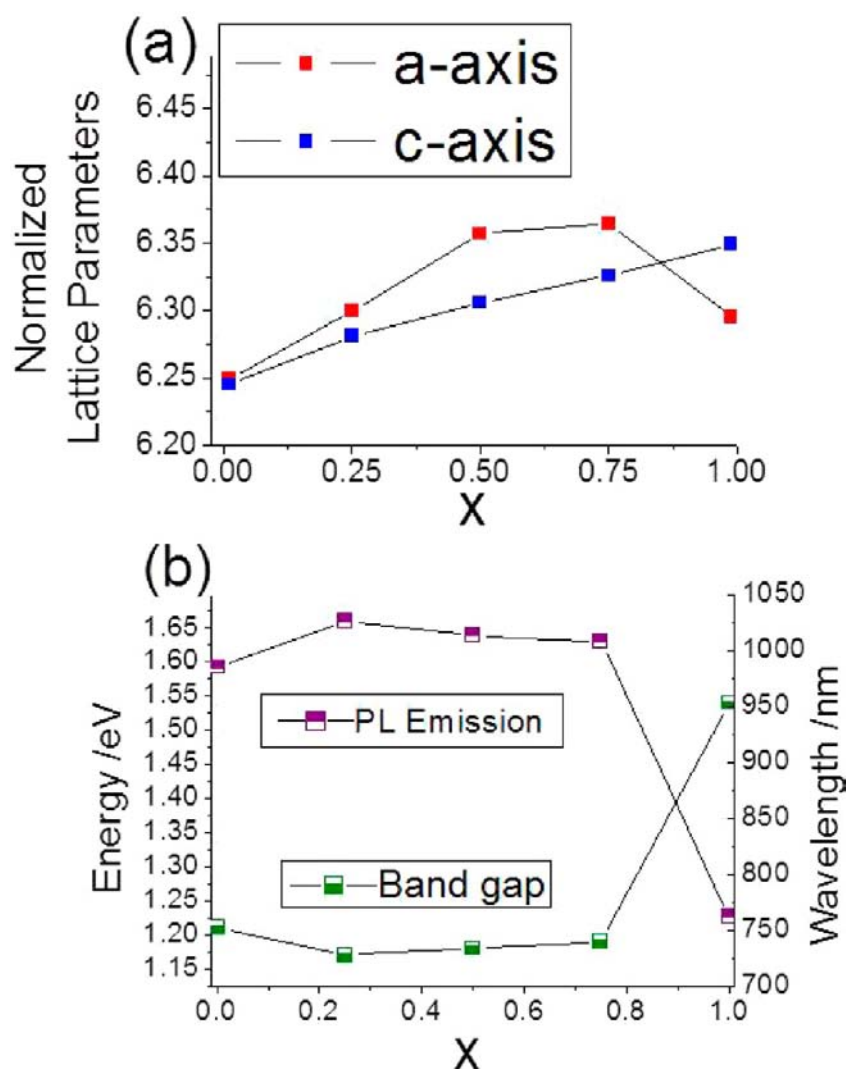 (a)
a-axis
c-axis
Normalized
Lattice Parameters
6.45
6.40
6.35
6.30
6.25
6.20
0.00 0.25 0.50 0.75 1.00
X
(b)
Energy /eV
1.65
1.60
1.55
1.50
1.45
1.40
1.35
1.30
1.25
1.20
1.15
PL Emission
Band gap
1050
1000
950
900
850
800
750
700
Wavelength /nm
0.0 0.2 0.4 0.6 0.8 1.0
X